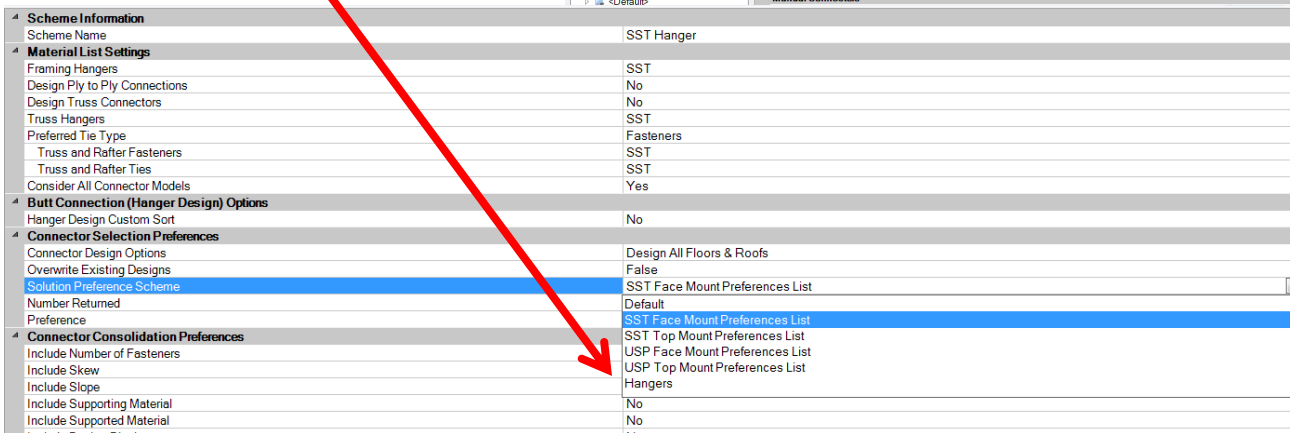 <Default>
Scheme Information
Scheme Name SST Hanger
Material List Settings
Framing Hangers SST
Design Ply to Ply Connections No
Design Truss Connectors No
Truss Hangers SST
Preferred Tie Type Fasteners
Truss and Rafter Fasteners SST
Truss and Rafter Ties SST
Consider All Connector Models Yes
Butt Connection (Hanger Design) Options
Hanger Design Custom Sort No
Connector Selection Preferences
Connector Design Options Design All Floors & Roofs
Overwrite Existing Designs False
Solution Preference Scheme SST Face Mount Preferences List
Number Returned Default
Preference SST Face Mount Preferences List
Connector Consolidation Preferences SST Top Mount Preferences List
Include Number of Fasteners USP Face Mount Preferences List
Include Skew USP Top Mount Preferences List
Include Slope Hangers
Include Supporting Material No
Include Supported Material No